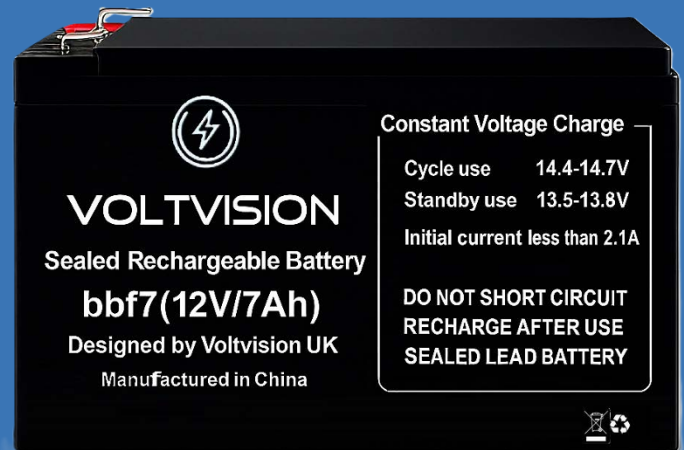 VOLTVISION
Sealed Rechargeable Battery
bbf7(12V/7Ah)
Designed by Voltvision UK
Manufactured in China
Constant Voltage Charge
Cycle use 14.4-14.7V
Standby use 13.5-13.8V
Initial current less than 2.1A
DO NOT SHORT CIRCUIT
RECHARGE AFTER USE
SEALED LEAD BATTERY